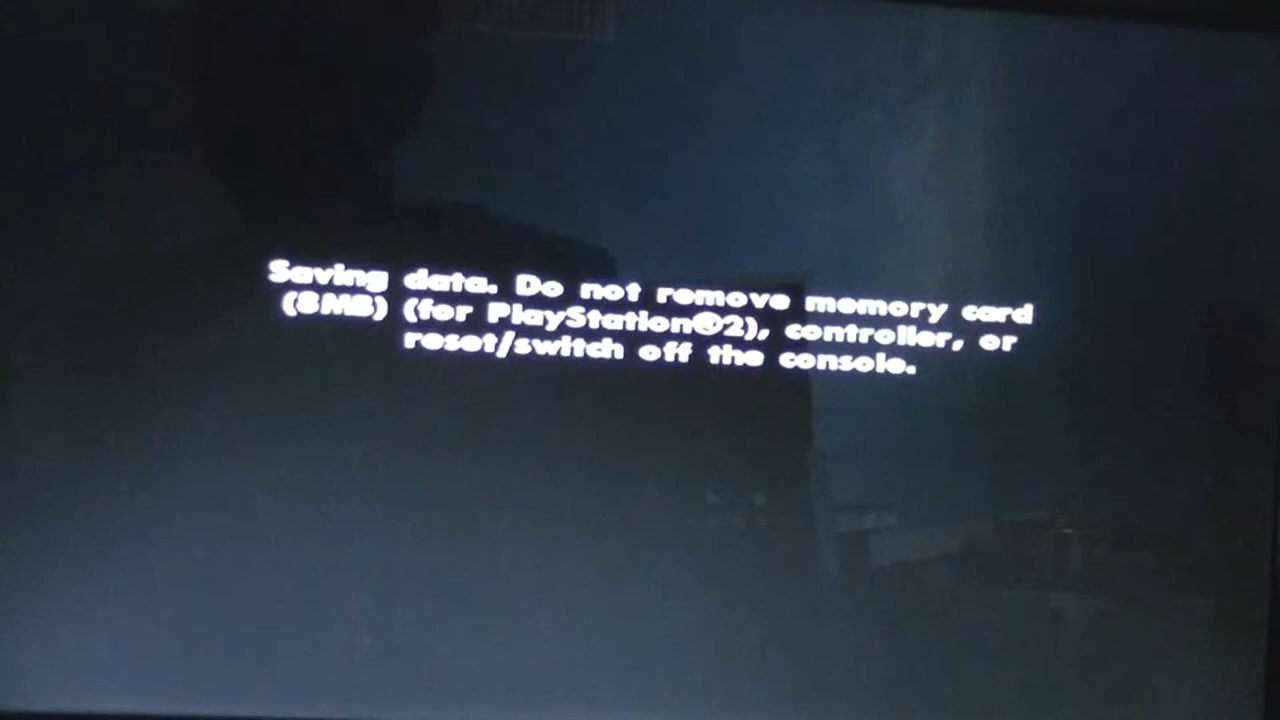 Saving data. Do not remove memory card
(8MB) (for PlayStation®2), controller, or
reset/switch off the console.